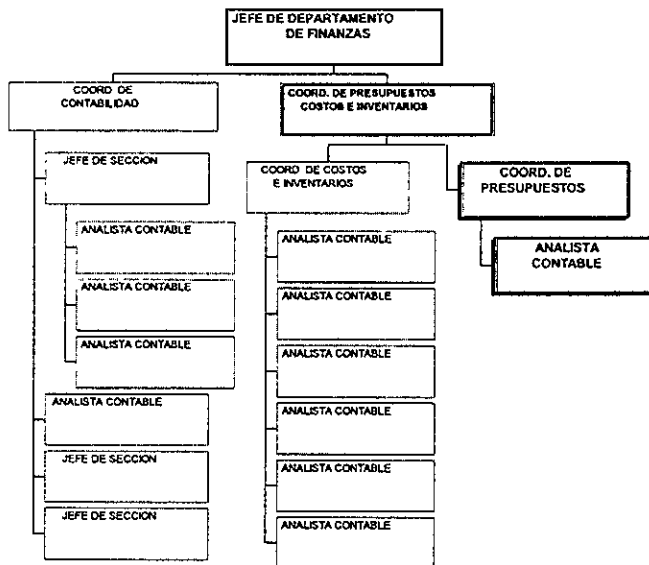 JEFE DE DEPARTAMENTO
DE FINANZAS
COORD DE
CONTABILIDAD
COORD. DE PRESUPUESTOS
COSTOS E INVENTARIOS
JEFE DE SECCION
COORD DE COSTOS
E INVENTARIOS
COORD. DE
PRESUPUESTOS
ANALISTA CONTABLE
ANALISTA CONTABLE
ANALISTA CONTABLE
ANALISTA CONTABLE
JEFE DE SECCION
JEFE DE SECCION
ANALISTA CONTABLE
ANALISTA CONTABLE
ANALISTA CONTABLE
ANALISTA CONTABLE
ANALISTA CONTABLE
ANALISTA CONTABLE
ANALISTA
CONTABLE